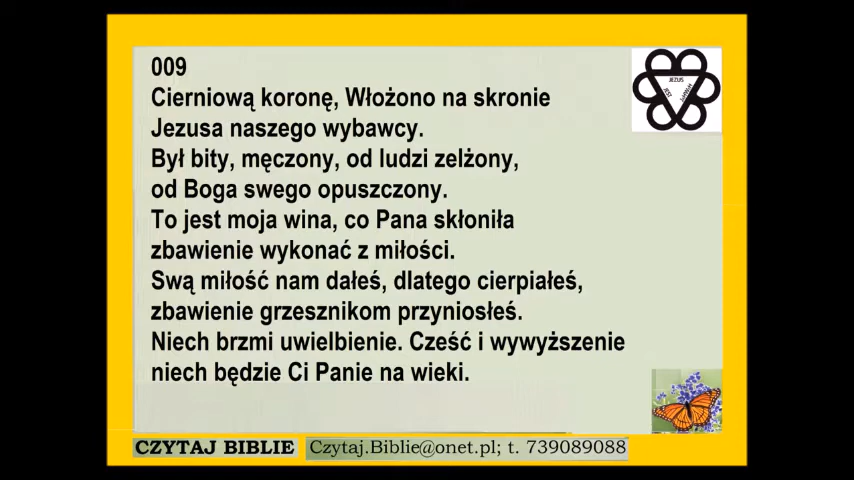 009
Cierniową koronę, Włożono na skronie
Jezusa naszego wybawcy.
Był bity, męczony, od ludzi zelżony,
od Boga swego opuszczony.
To jest moja wina, co Pana skłoniła
zbawienie wykonać z miłości.
Swą miłość nam dałeś, dlatego cierpiałeś,
zbawienie grzesznikom przyniosłeś.
Niech brzmi uwielbienie. Cześć i wywyższenie
niech będzie Ci Panie na wieki.
JEZUS
JEST
CZYTAJ BIBLIE
Czytaj.Biblie@onet.pl; t. 739089088